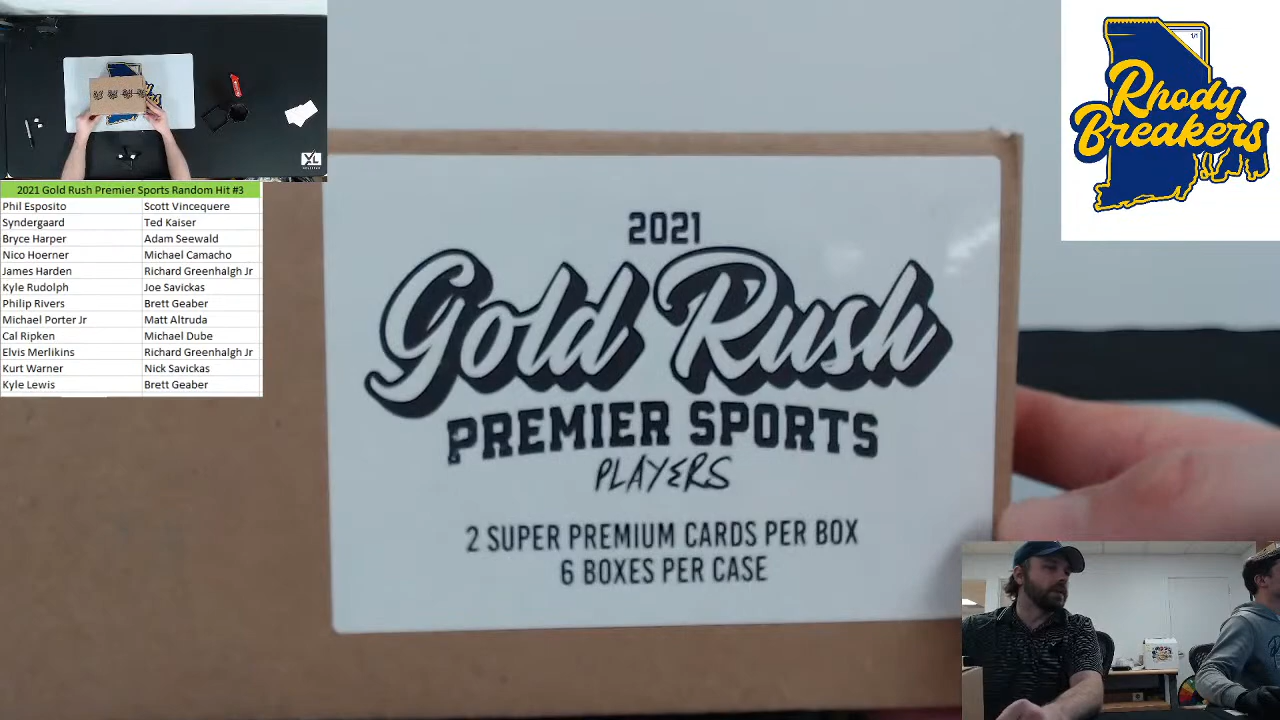 2021 Gold Rush Premier Sports Random Hit #3
Phil Esposito Scott Vincequere
Syndergaard Ted Kaiser
Bryce Harper Adam Seewald
Nico Hoerner Michael Camacho
James Harden Richard Greenhalgh Jr
Kyle Rudolph Joe Savickas
Philip Rivers Brett Geaber
Michael Porter Jr Matt Altruda
Cal Ripken Michael Dube
Elvis Merlikins Richard Greenhalgh Jr
Kurt Warner Nick Savickas
Kyle Lewis Brett Geaber
2021
Gold Rush
PREMIER SPORTS
PLAYERS
2 SUPER PREMIUM CARDS PER BOX
6 BOXES PER CASE
1/1
Rhody
Breakers
XL